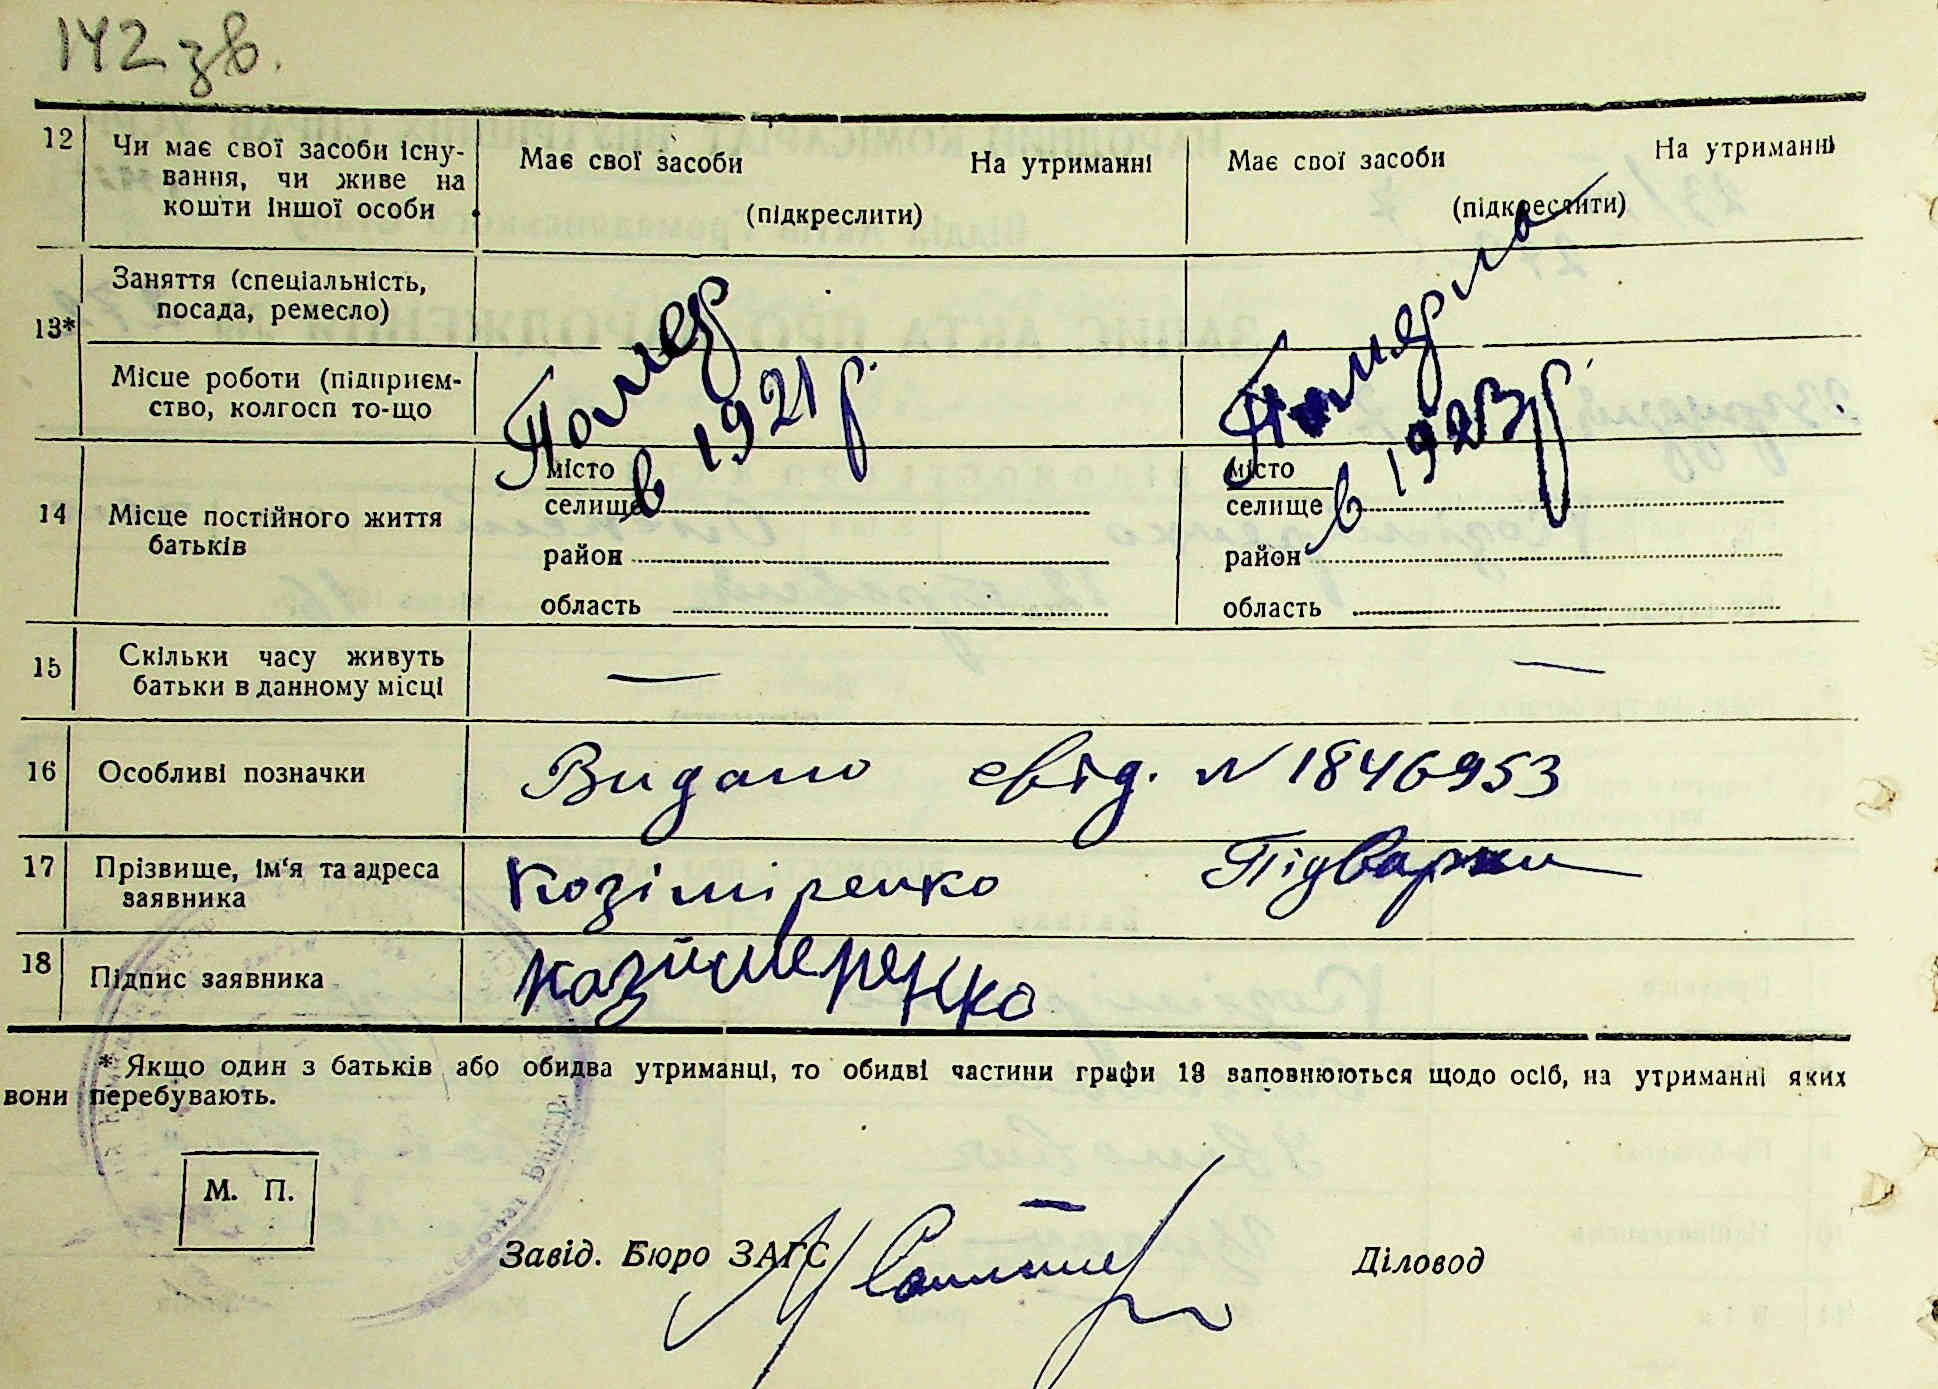 142 зв.
12 Чи має свої засоби існу-
вання, чи живе на
кошти іншої особи
Має свої засоби На утриманні
(підкреслити)
Має свої засоби На утриманні
(підкреслити)
13*
Заняття (спеціальність,
посада, ремесло)
Місце роботи (підприєм-
ство, колгосп то-що
Помер
в 1921 р.
Померла
в 1923 р.
14 Місце постійного життя
батьків
місто
селище
район
область
місто
селище
район
область
15 Скільки часу живуть
батьки в данному місці
— —
16 Особливі позначки
Видано свід. N 1846953
17 Прізвище, ім‘я та адреса
заявника
Козіміренко Підварки
18 Підпис заявника
Козимеренко
* Якщо один з батьків або обидва утриманці, то обидві частини графи 13 заповнюються щодо осіб, на утриманні яких
вони перебувають.
М. П.
Завід. Бюро ЗАГС Діловод